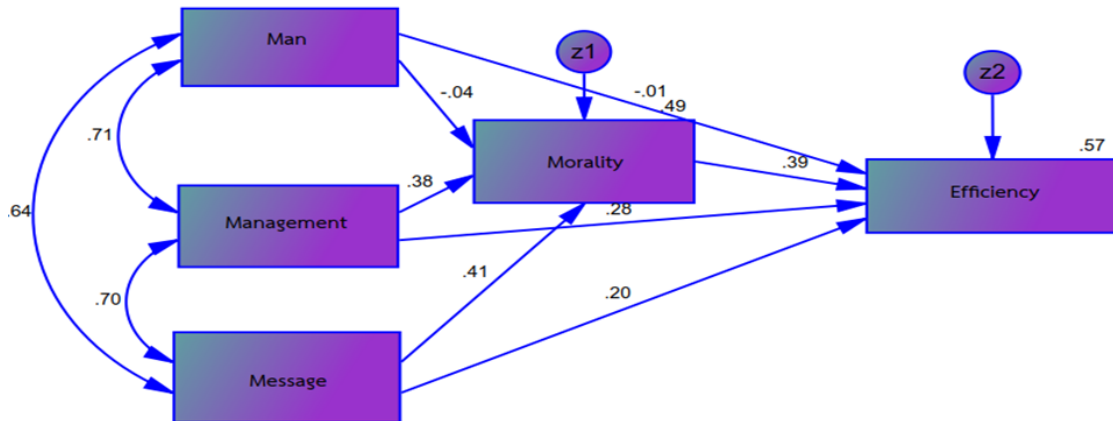 Man
z1
z2
-.04
-.01
.49
.57
.71
Morality
.39
Efficiency
.38
.64
Management
.28
.41
.70
.20
Message